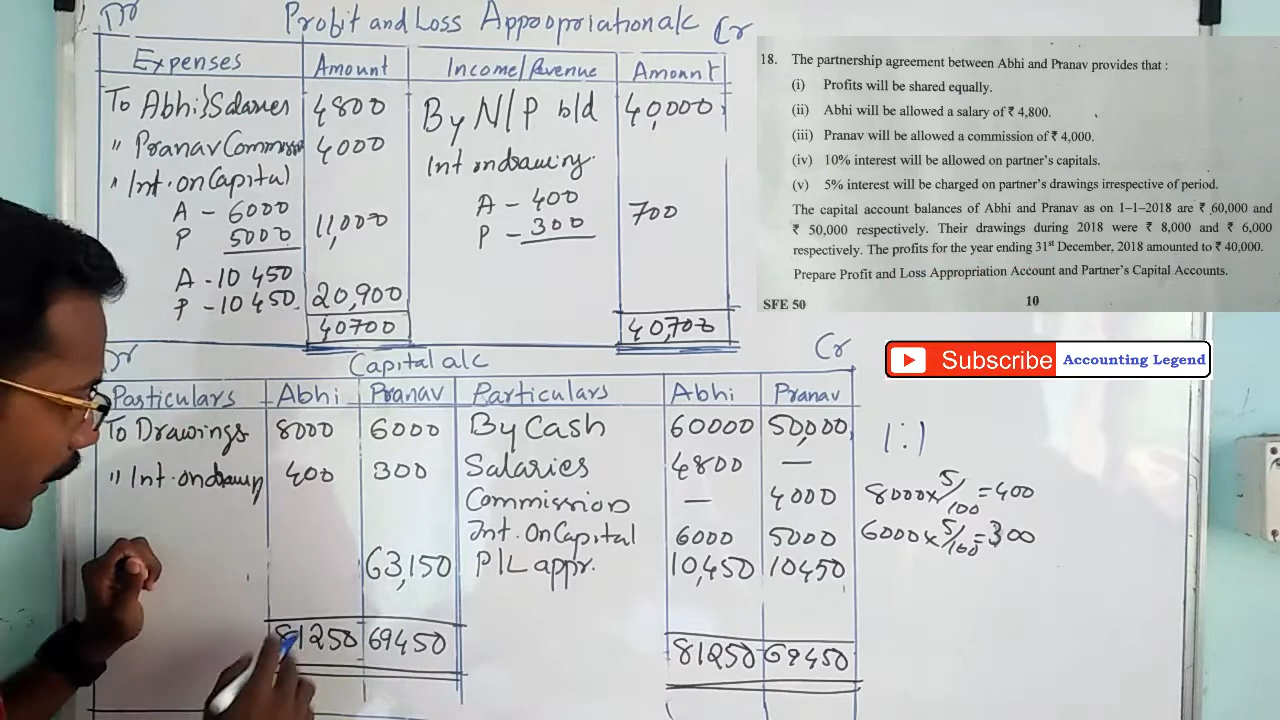 Dr Profit and Loss Appropriation a/c Cr
Expenses Amount Income/Revenue Amount
To Abhi} Salaries 4800 By N/P b/d 40,000
" Pranav Commission 4000 Int ondrawing.
" Int. on Capital A - 400
A - 6000 P - 300 700
P 5000 11,000
A - 10 450
P - 10 450 20,900
40700 40,700
Dr Capital a/c Cr
Particulars Abhi Pranav Particulars Abhi Pranav
To Drawings 8000 6000 By Cash 60000 50,000
" Int. ondrawing 400 300 Salaries 4800 —
Commission — 4000
Int. On Capital 6000 5000
63,150 P/L appr. 10,450 10450
81250 69450 81250 69450
1:1
8000 x 5/100 = 400
6000 x 5/100 = 300
18. The partnership agreement between Abhi and Pranav provides that :
(i) Profits will be shared equally.
(ii) Abhi will be allowed a salary of ₹ 4,800.
(iii) Pranav will be allowed a commission of ₹ 4,000.
(iv) 10% interest will be allowed on partner's capitals.
(v) 5% interest will be charged on partner's drawings irrespective of period.
The capital account balances of Abhi and Pranav as on 1–1–2018 are ₹ 60,000 and
₹ 50,000 respectively. Their drawings during 2018 were ₹ 8,000 and ₹ 6,000
respectively. The profits for the year ending 31st December, 2018 amounted to ₹ 40,000.
Prepare Profit and Loss Appropriation Account and Partner's Capital Accounts.
SFE 50 10
Subscribe Accounting Legend